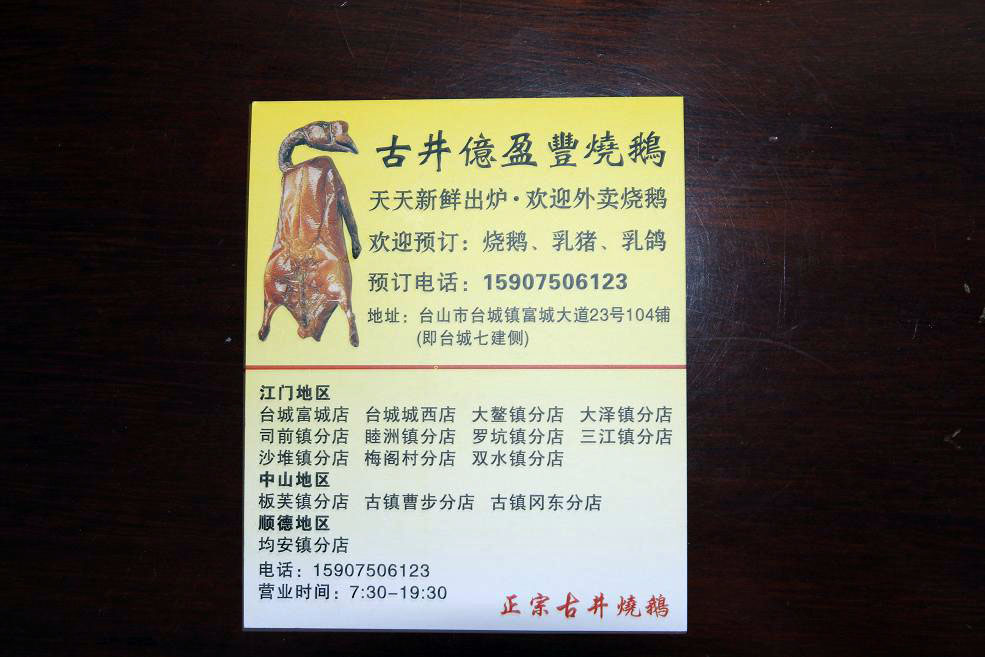 古井億盈豐燒鵝
天天新鲜出炉·欢迎外卖烧鹅
欢迎预订：烧鹅、乳猪、乳鸽
预订电话：15907506123
地址：台山市台城镇富城大道23号104铺
(即台城七建侧)
江门地区
台城富城店 台城城西店 大鳌镇分店 大泽镇分店
司前镇分店 睦洲镇分店 罗坑镇分店 三江镇分店
沙堆镇分店 梅阁村分店 双水镇分店
中山地区
板芙镇分店 古镇曹步分店 古镇冈东分店
顺德地区
均安镇分店
电话：15907506123
营业时间：7:30-19:30
正宗古井燒鵝